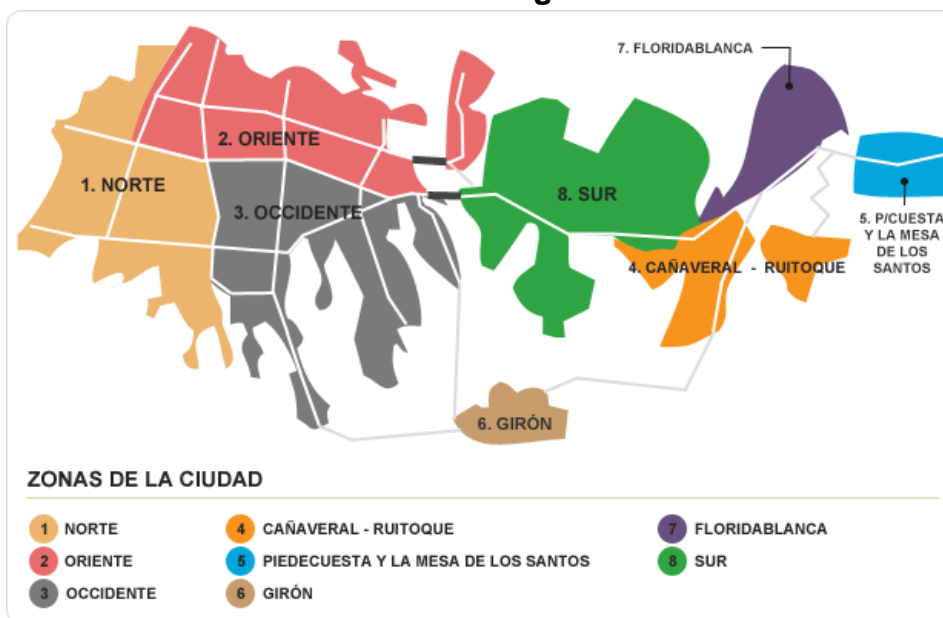 7. FLORIDABLANCA
2. ORIENTE
1. NORTE
3. OCCIDENTE
8. SUR
5. P/CUESTA
Y LA MESA
DE LOS
SANTOS
4. CAÑAVERAL - RUITOQUE
6. GIRÓN
ZONAS DE LA CIUDAD
1 NORTE
2 ORIENTE
3 OCCIDENTE
4 CAÑAVERAL - RUITOQUE
5 PIEDECUESTA Y LA MESA DE LOS SANTOS
6 GIRÓN
7 FLORIDABLANCA
8 SUR